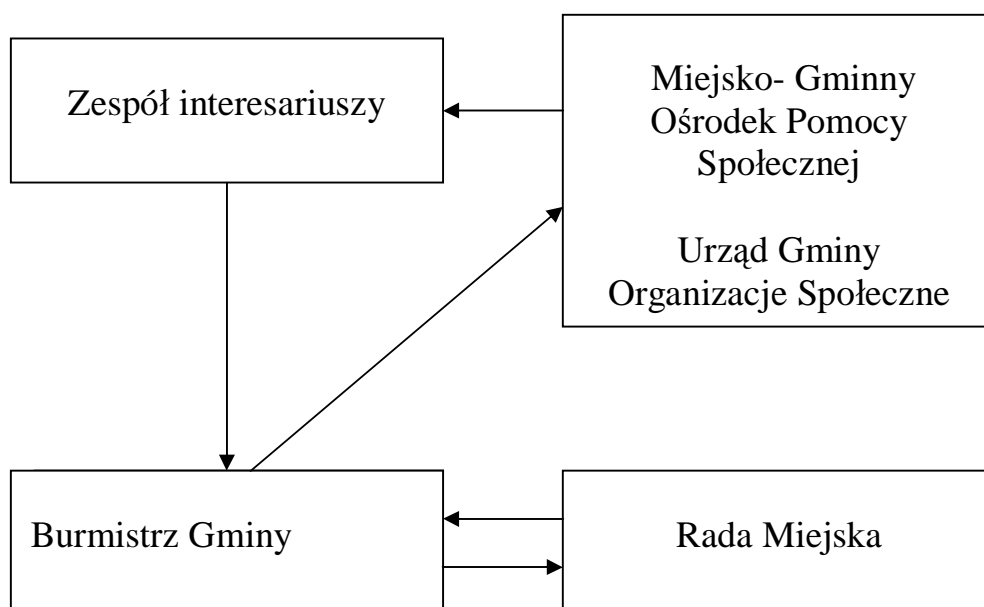 Zespół interesariuszy
Miejsko- Gminny
Ośrodek Pomocy
Społecznej
Urząd Gminy
Organizacje Społeczne
Burmistrz Gminy
Rada Miejska